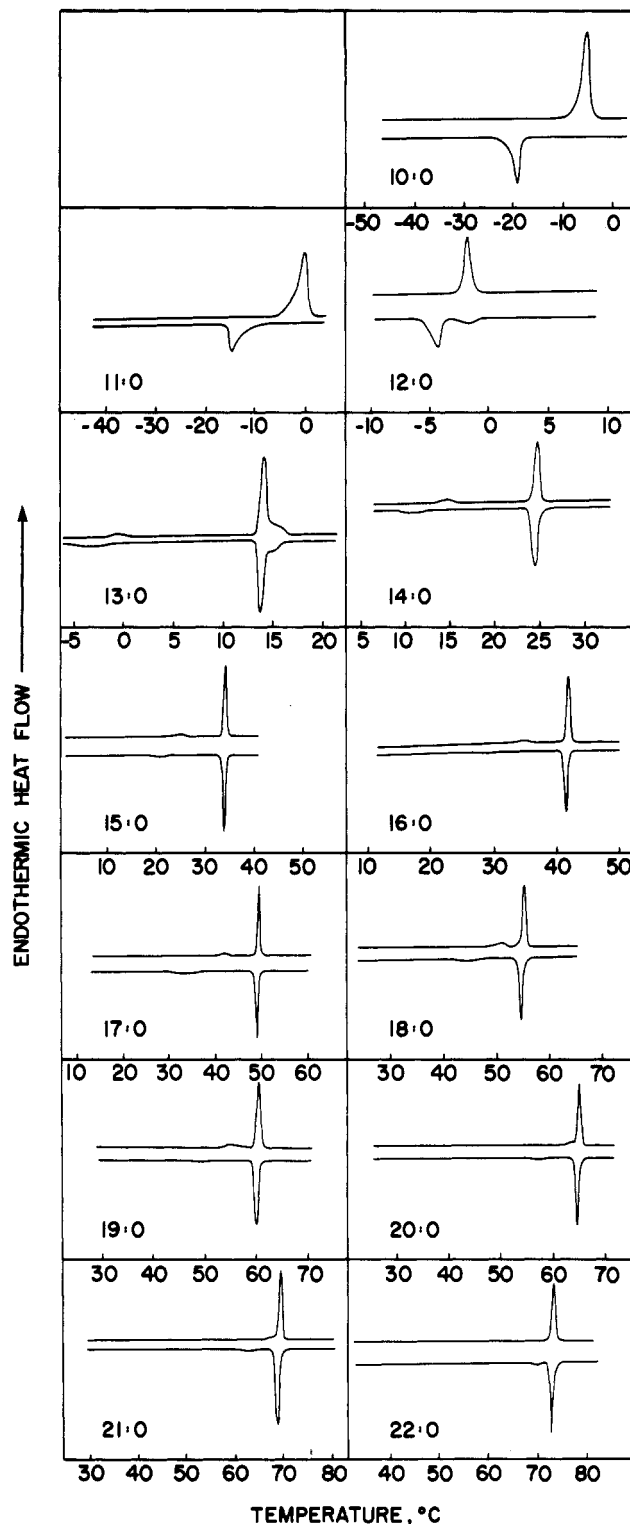 10:0
-50 -40 -30 -20 -10 0
11:0
12:0
-40 -30 -20 -10 0
-10 -5 0 5 10
13:0
14:0
-5 0 5 10 15 20
5 10 15 20 25 30
15:0
16:0
10 20 30 40 50
10 20 30 40 50
17:0
18:0
10 20 30 40 50 60
30 40 50 60 70
19:0
20:0
30 40 50 60 70
30 40 50 60 70
21:0
22:0
30 40 50 60 70 80
30 40 50 60 70 80
ENDOTHERMIC HEAT FLOW
TEMPERATURE, °C